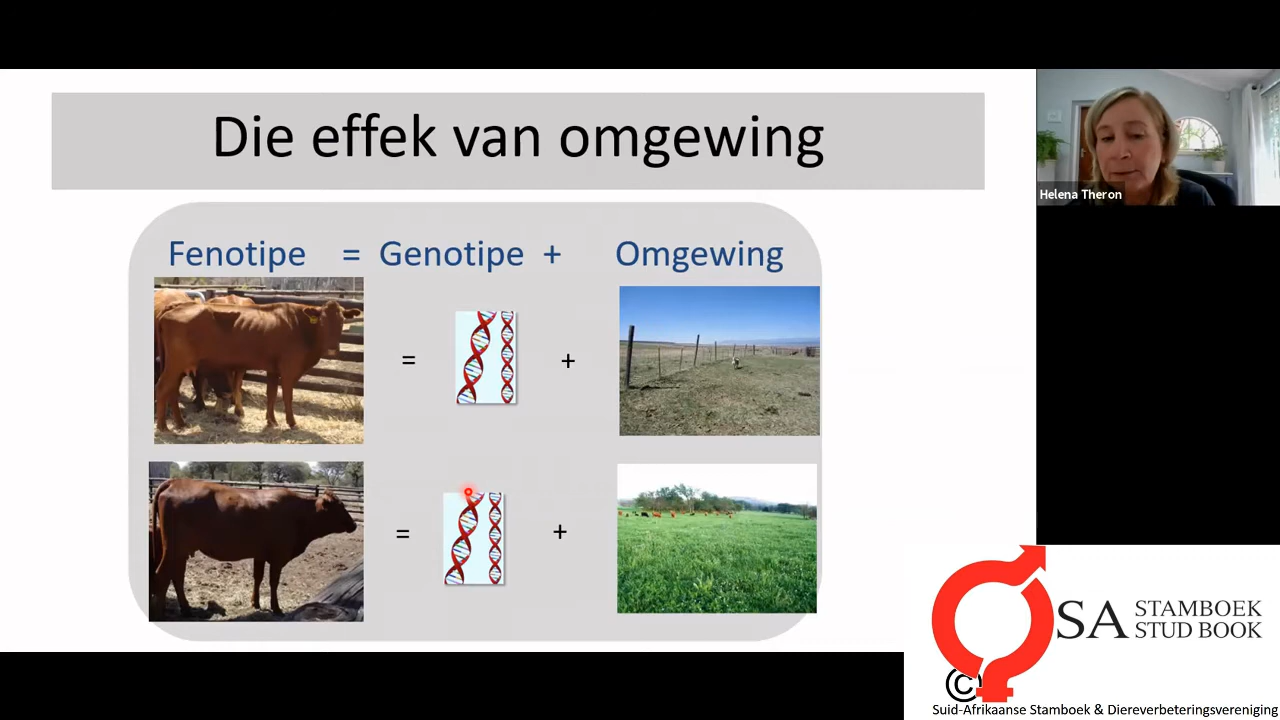 Die effek van omgewing
Helena Theron
Fenotipe = Genotipe + Omgewing
= +
= +
SA STAMBOEK
STUD BOOK
©
Suid-Afrikaanse Stamboek & Diereverbeteringsvereniging